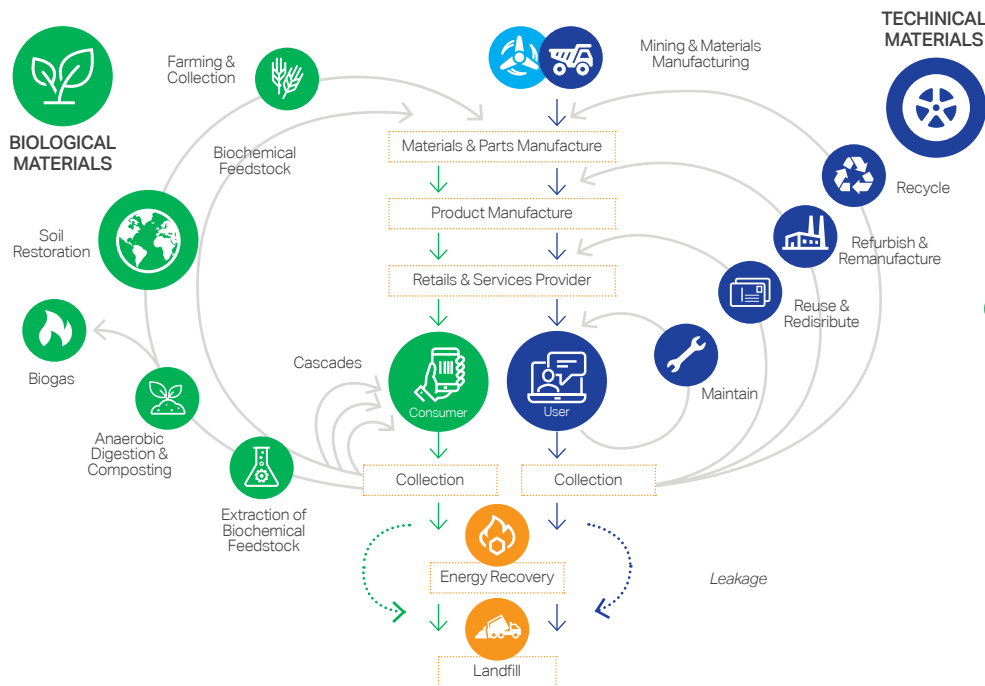 TECHINICAL
MATERIALS
Mining & Materials
Manufacturing
Farming &
Collection
BIOLOGICAL
MATERIALS
Biochemical
Feedstock
Materials & Parts Manufacture
Recycle
Product Manufacture
Soil
Restoration
Refurbish &
Remanufacture
Retails & Services Provider
Reuse &
Redisribute
Biogas
Cascades
Maintain
Consumer
User
Anaerobic
Digestion &
Composting
Collection
Collection
Extraction of
Biochemical
Feedstock
Energy Recovery
Leakage
Landfill